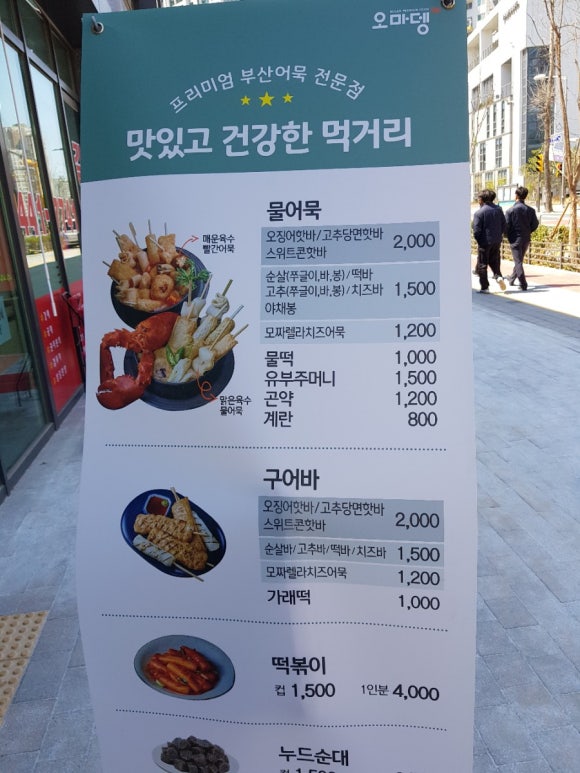 오마뎅
프리미엄 부산어묵 전문점
맛있고 건강한 먹거리
매운육수
빨간어묵
맑은육수
물어묵
물어묵
오징어핫바/고추당면핫바
스위트콘핫바 2,000
순살(쭈글이,바,봉)/떡바
고추(쭈글이,바,봉)/치즈바 1,500
야채봉
모짜렐라치즈어묵 1,200
물떡 1,000
유부주머니 1,500
곤약 1,200
계란 800
구어바
오징어핫바/고추당면핫바
스위트콘핫바 2,000
순살바/고추바/떡바/치즈바 1,500
모짜렐라치즈어묵 1,200
가래떡 1,000
떡볶이
컵 1,500 1인분 4,000
누드순대